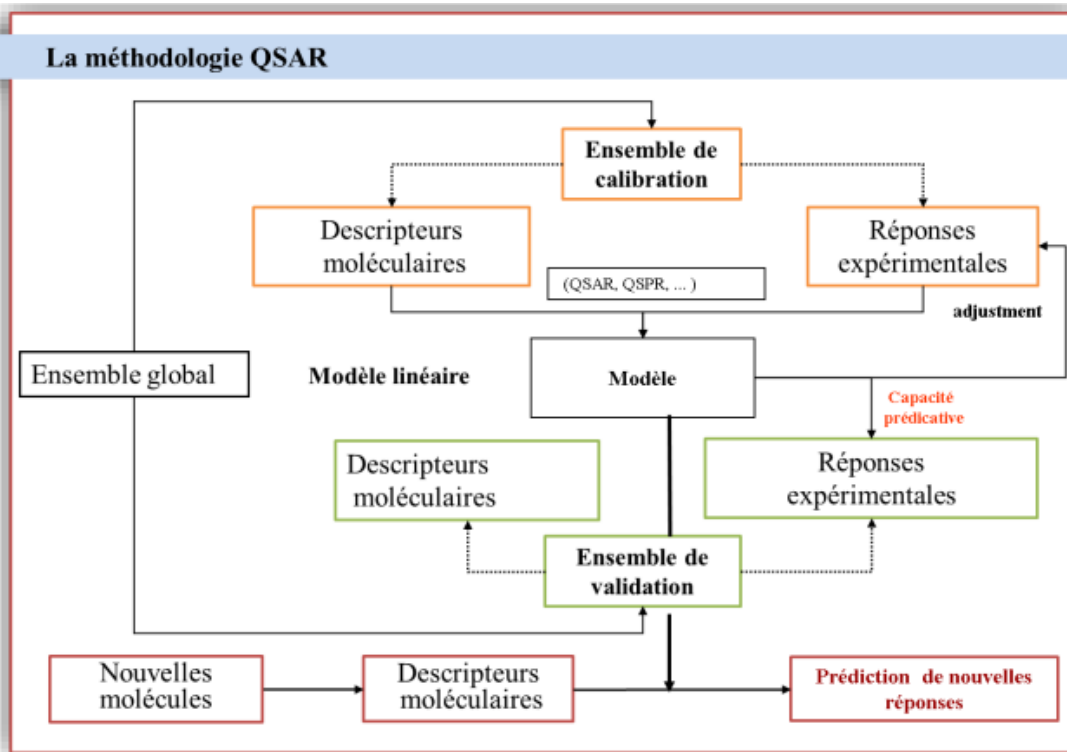 La méthodologie QSAR
Ensemble de
calibration
Descripteurs
moléculaires
Réponses
expérimentales
(QSAR, QSPR, ... )
adjustment
Ensemble global
Modèle linéaire
Modèle
Capacité
prédicative
Descripteurs
moléculaires
Réponses
expérimentales
Ensemble de
validation
Nouvelles
molécules
Descripteurs
moléculaires
Prédiction de nouvelles
réponses